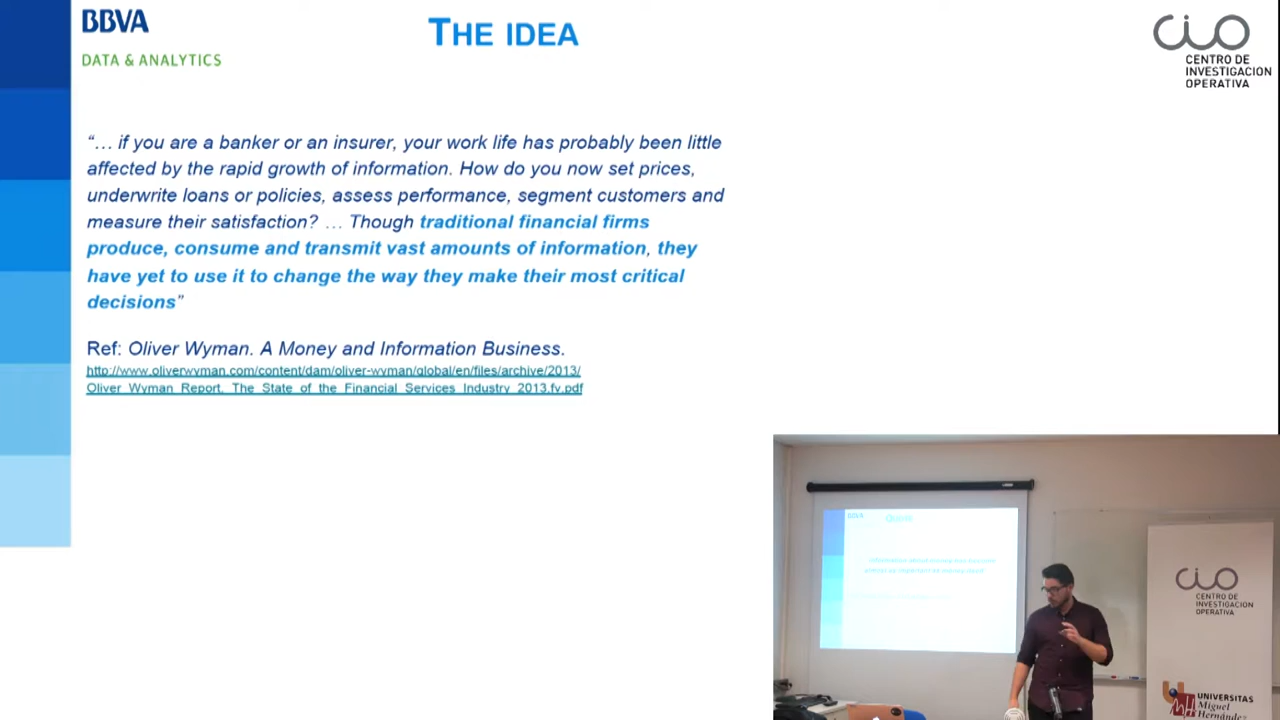 BBVA
DATA & ANALYTICS
THE IDEA
CIO
CENTRO DE
INVESTIGACION
OPERATIVA
“… if you are a banker or an insurer, your work life has probably been little
affected by the rapid growth of information. How do you now set prices,
underwrite loans or policies, assess performance, segment customers and
measure their satisfaction? … Though traditional financial firms
produce, consume and transmit vast amounts of information, they
have yet to use it to change the way they make their most critical
decisions”
Ref: Oliver Wyman. A Money and Information Business.
http://www.oliverwyman.com/content/dam/oliver-wyman/global/en/files/archive/2013/
Oliver_Wyman_Report_The_State_of_the_Financial_Services_Industry_2013.fv.pdf
BBVA
CIO
CENTRO DE
INVESTIGACIÓN
OPERATIVA
UNIVERSITAS
Miguel
Hernández